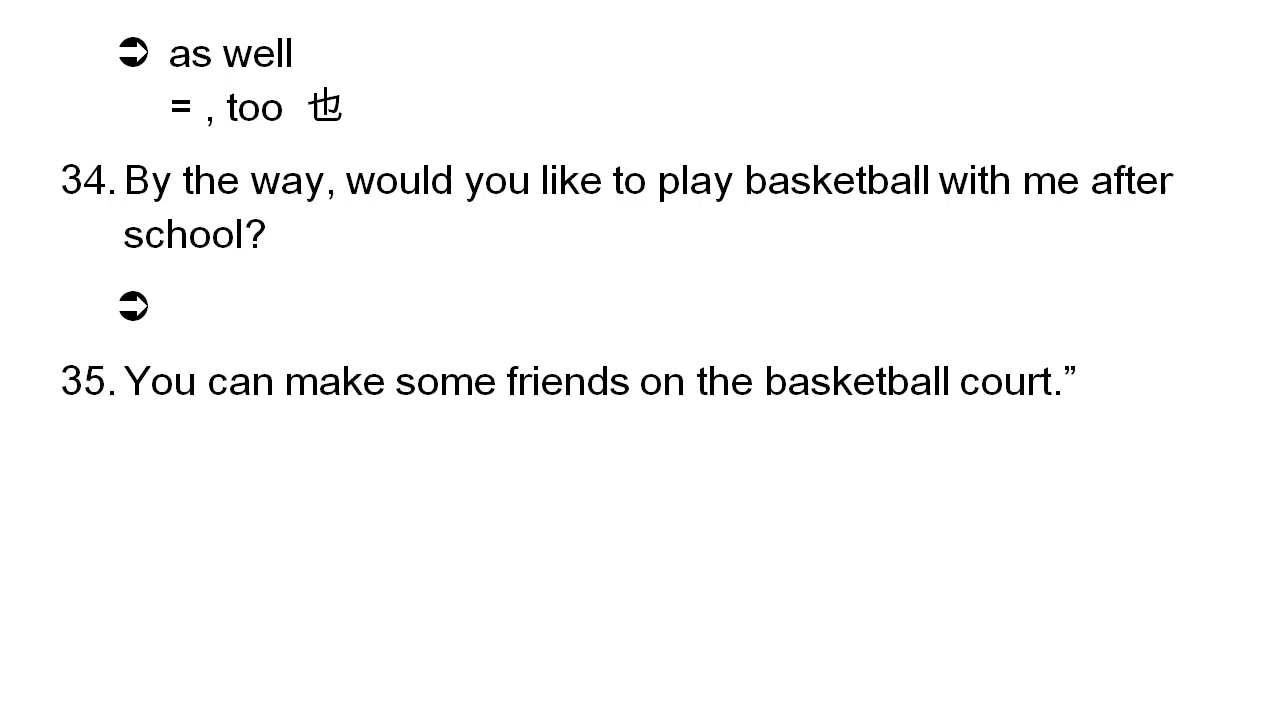 ➲ as well
= , too 也
34. By the way, would you like to play basketball with me after
school?
➲
35. You can make some friends on the basketball court.”